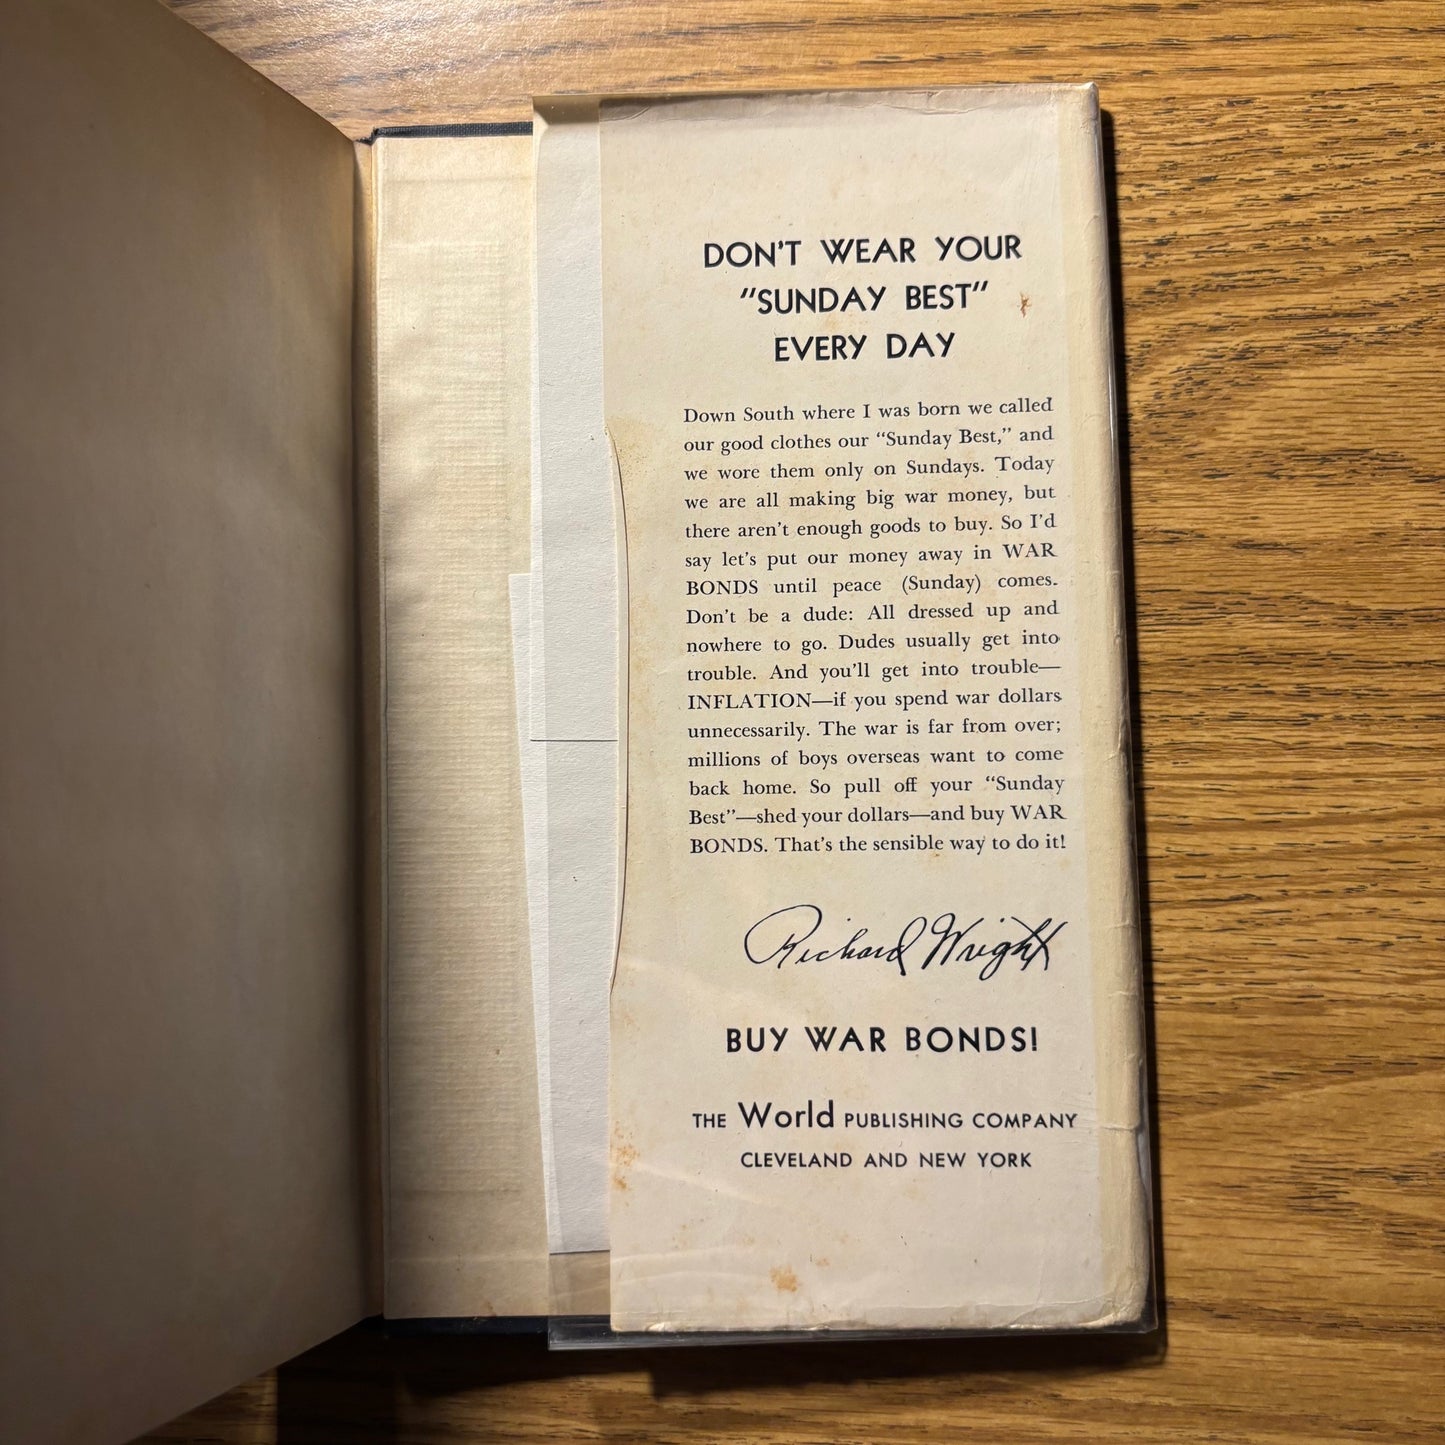 DON'T WEAR YOUR
"SUNDAY BEST"
EVERY DAY
Down South where I was born we called
our good clothes our “Sunday Best,” and
we wore them only on Sundays. Today
we are all making big war money, but
there aren't enough goods to buy. So I'd
say let's put our money away in WAR
BONDS until peace (Sunday) comes.
Don't be a dude: All dressed up and
nowhere to go. Dudes usually get into
trouble. And you'll get into trouble—
INFLATION—if you spend war dollars
unnecessarily. The war is far from over;
millions of boys overseas want to come
back home. So pull off your “Sunday
Best”—shed your dollars—and buy WAR
BONDS. That's the sensible way to do it!
Richard Wright
BUY WAR BONDS!
THE World PUBLISHING COMPANY
CLEVELAND AND NEW YORK